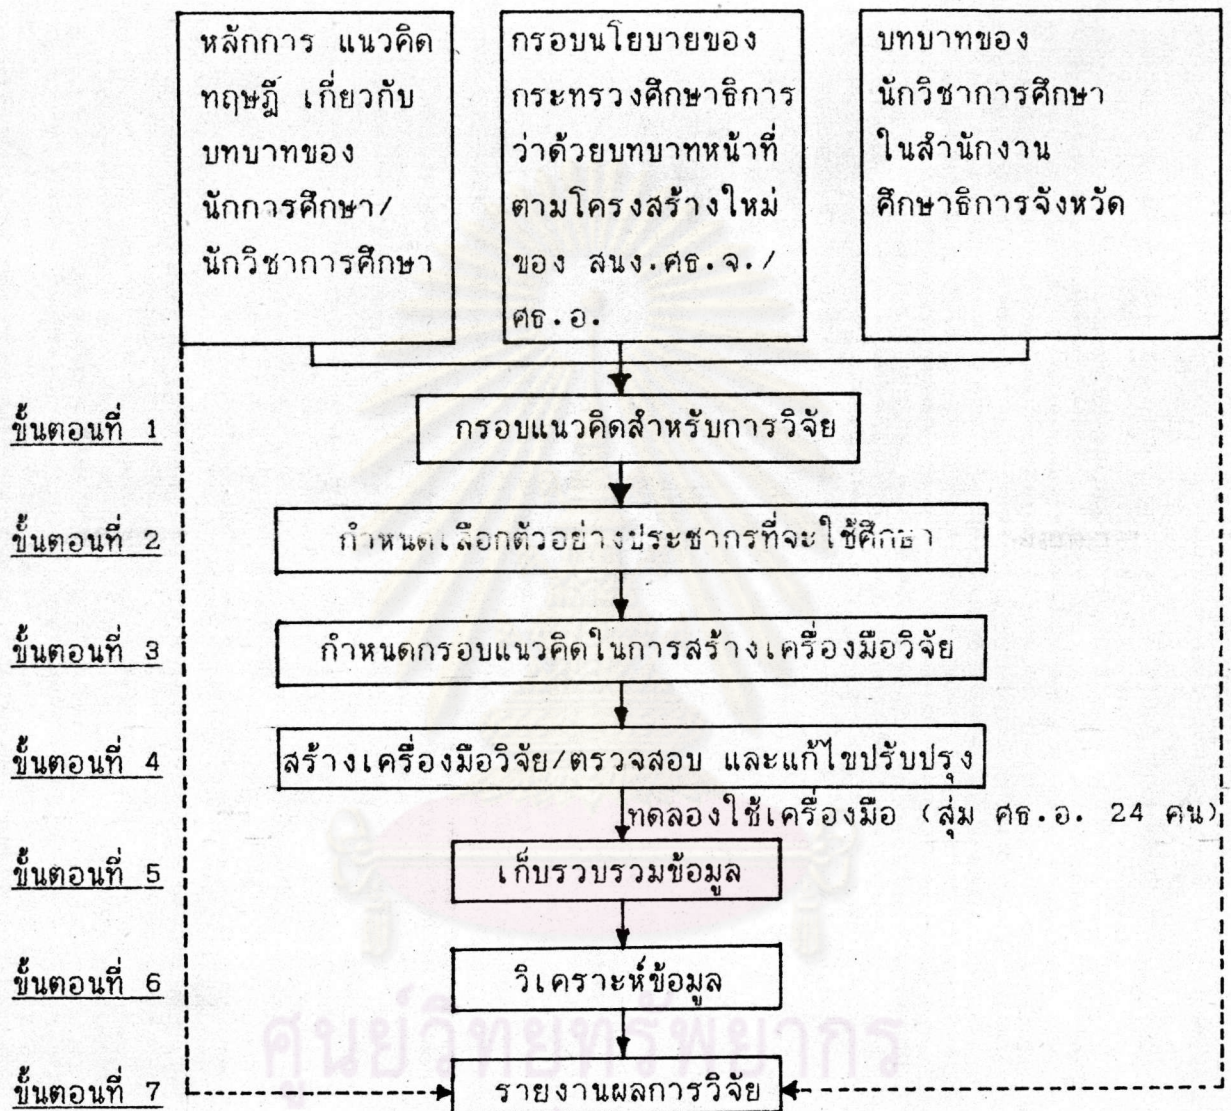 หลักการ แนวคิด
ทฤษฎี เกี่ยวกับ
บทบาทของ
นักการศึกษา/
นักวิชาการศึกษา
กรอบนโยบายของ
กระทรวงศึกษาธิการ
ว่าด้วยบทบาทหน้าที่
ตามโครงสร้างใหม่
ของ สนง.ศธ.จ./
ศธ.อ.
บทบาทของ
นักวิชาการศึกษา
ในสำนักงาน
ศึกษาธิการจังหวัด
ขั้นตอนที่ 1
กรอบแนวคิดสำหรับการวิจัย
ขั้นตอนที่ 2
กำหนดเลือกตัวอย่างประชากรที่จะใช้ศึกษา
ขั้นตอนที่ 3
กำหนดกรอบแนวคิดในการสร้างเครื่องมือวิจัย
ขั้นตอนที่ 4
สร้างเครื่องมือวิจัย/ตรวจสอบ และแก้ไขปรับปรุง
ทดลองใช้เครื่องมือ (สุ่ม ศธ.อ. 24 คน)
ขั้นตอนที่ 5
เก็บรวบรวมข้อมูล
ขั้นตอนที่ 6
วิเคราะห์ข้อมูล
ศูนย์วิทยทรัพยากร
ขั้นตอนที่ 7
รายงานผลการวิจัย